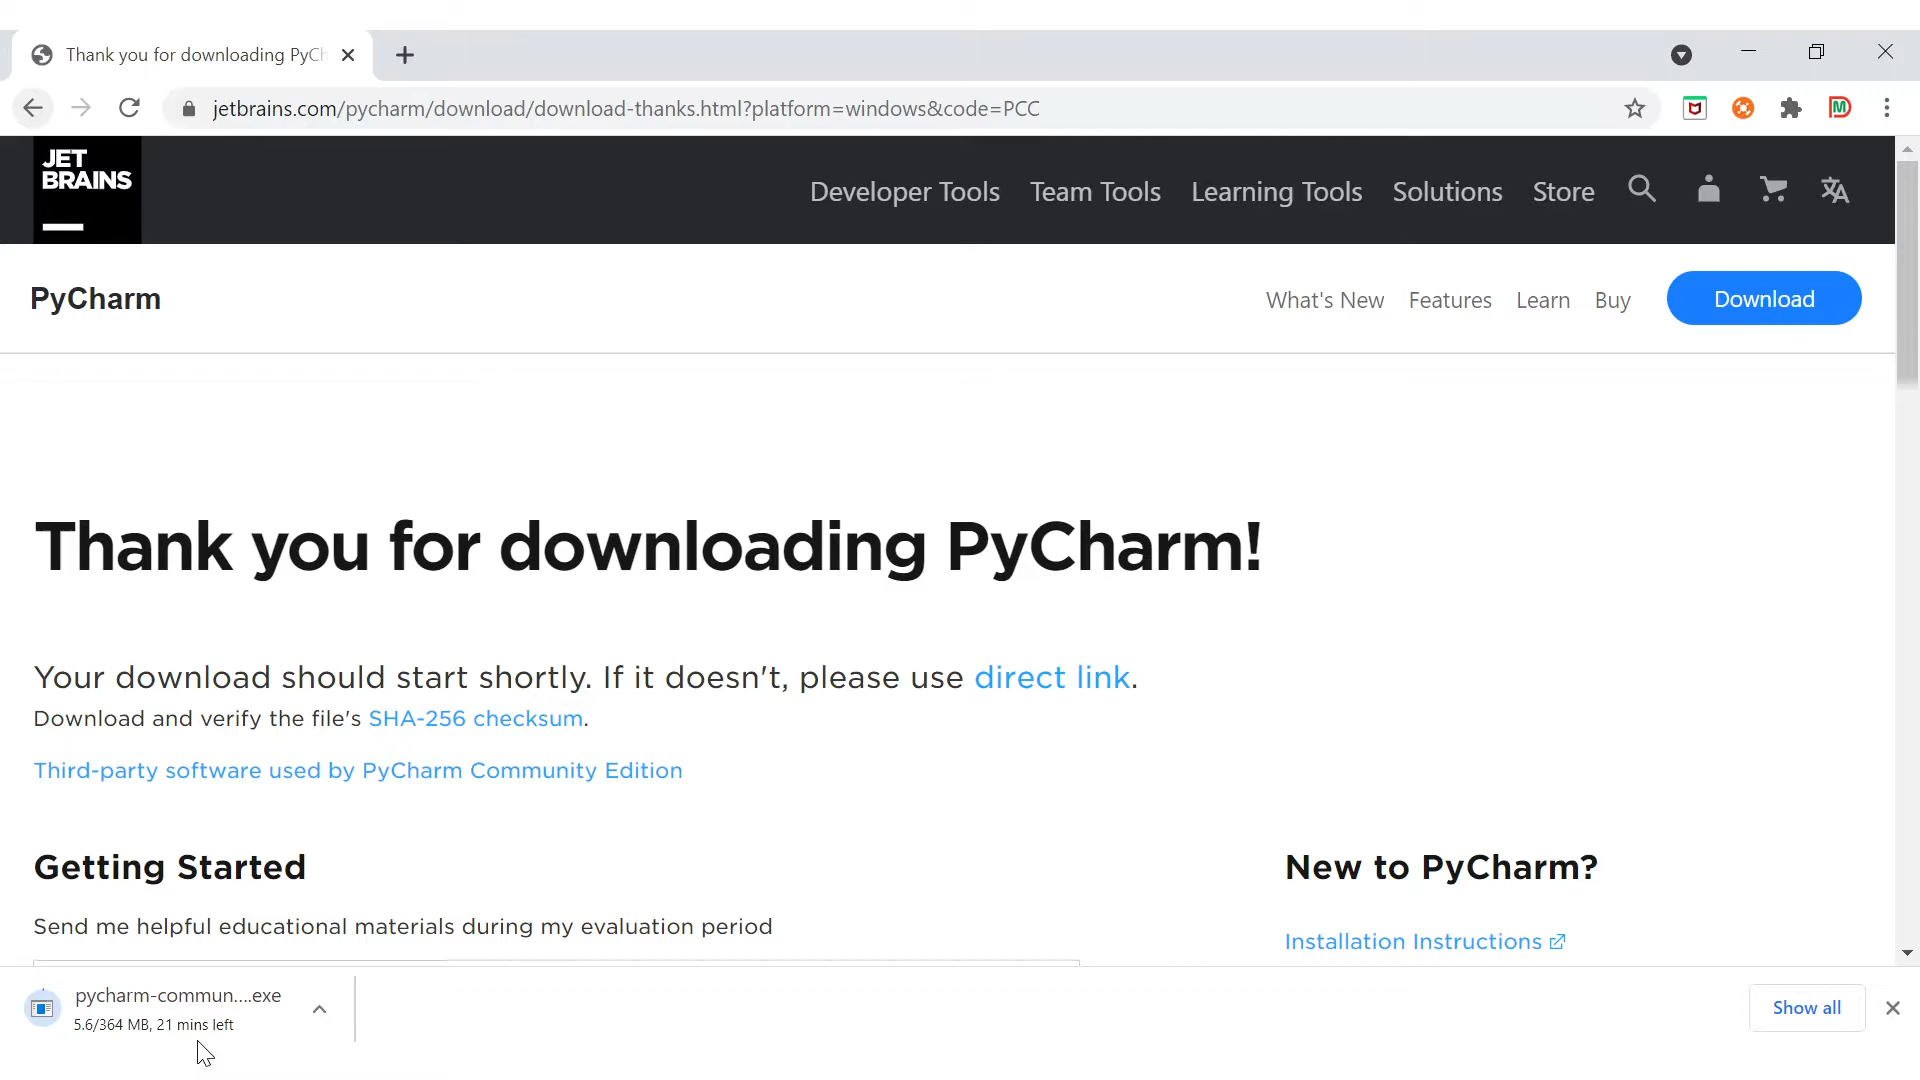 Thank you for downloading PyCh
jetbrains.com/pycharm/download/download-thanks.html?platform=windows&code=PCC
JET
BRAINS
Developer Tools Team Tools Learning Tools Solutions Store
PyCharm
What's New Features Learn Buy Download
Thank you for downloading PyCharm!
Your download should start shortly. If it doesn't, please use direct link.
Download and verify the file's SHA-256 checksum.
Third-party software used by PyCharm Community Edition
Getting Started
New to PyCharm?
Send me helpful educational materials during my evaluation period
Installation Instructions
pycharm-commun....exe
5.6/364 MB, 21 mins left
Show all